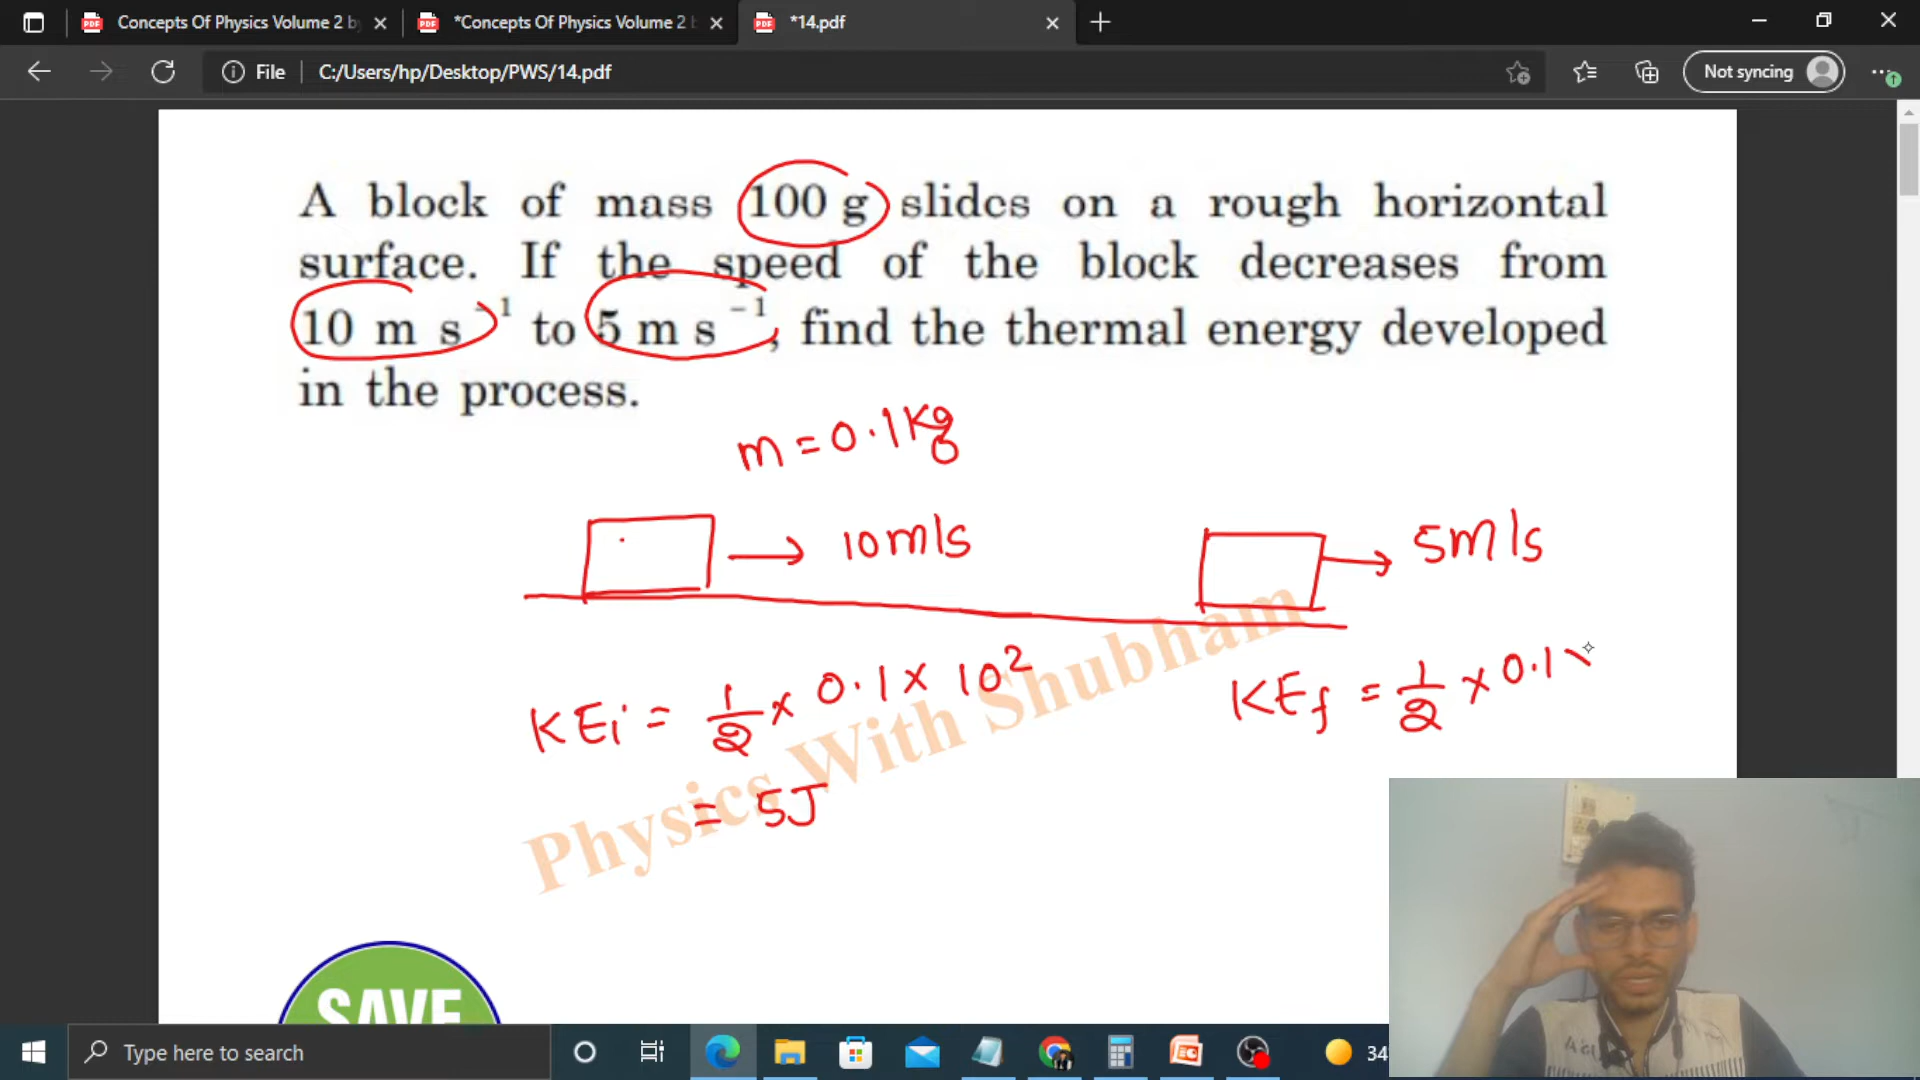 Concepts Of Physics Volume 2 by
*Concepts Of Physics Volume 2 b
*14.pdf
File
C:/Users/hp/Desktop/PWS/14.pdf
Not syncing
A block of mass 100 g slides on a rough horizontal
surface. If the speed of the block decreases from
10 m s⁻¹ to 5 m s⁻¹, find the thermal energy developed
in the process.
m = 0.1kg
10m/s
5m/s
KEi = 1/2 × 0.1 × 10²
KEf = 1/2 × 0.1 ×
= 5J
Physics With Shubham
SAVE
Type here to search
34